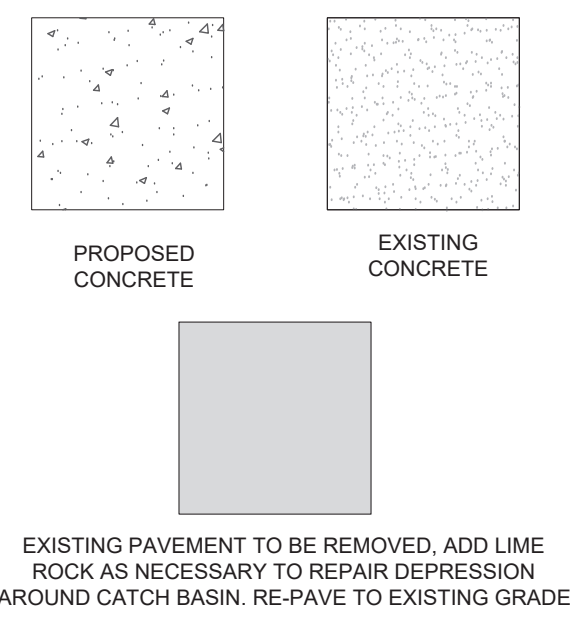 PROPOSED
CONCRETE
EXISTING
CONCRETE
EXISTING PAVEMENT TO BE REMOVED, ADD LIME
ROCK AS NECESSARY TO REPAIR DEPRESSION
AROUND CATCH BASIN. RE-PAVE TO EXISTING GRADE